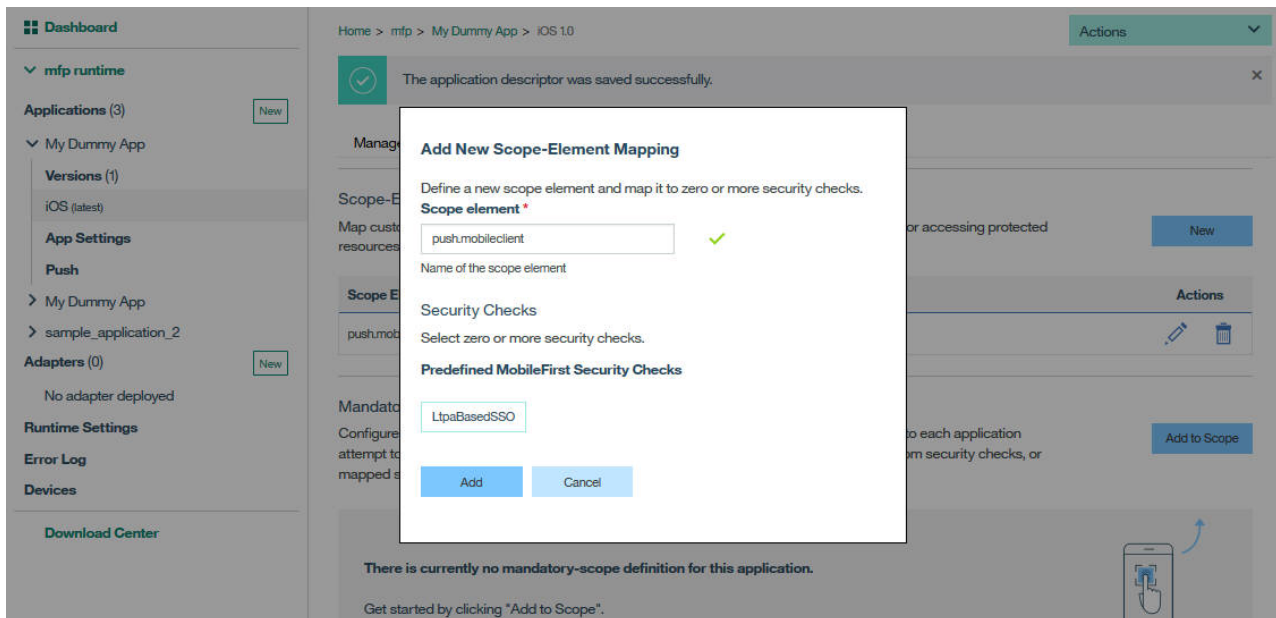 Dashboard
Home > mfp > My Dummy App > iOS 1.0
Actions
mfp runtime
The application descriptor was saved successfully.
Applications (3)
New
My Dummy App
Versions (1)
iOS (latest)
App Settings
Push
My Dummy App
sample_application_2
Adapters (0)
New
No adapter deployed
Runtime Settings
Error Log
Devices
Download Center
Add New Scope-Element Mapping
Define a new scope element and map it to zero or more security checks.
Scope element *
push.mobileclient
Name of the scope element
Security Checks
Select zero or more security checks.
Predefined MobileFirst Security Checks
LtpaBasedSSO
Add
Cancel
Manage
Scope-E
Map custo
or accessing protected
resources
New
Scope E
Actions
push.mob
Mandato
Configure
to each application
attempt to
om security checks, or
mapped s
Add to Scope
There is currently no mandatory-scope definition for this application.
Get started by clicking "Add to Scope".